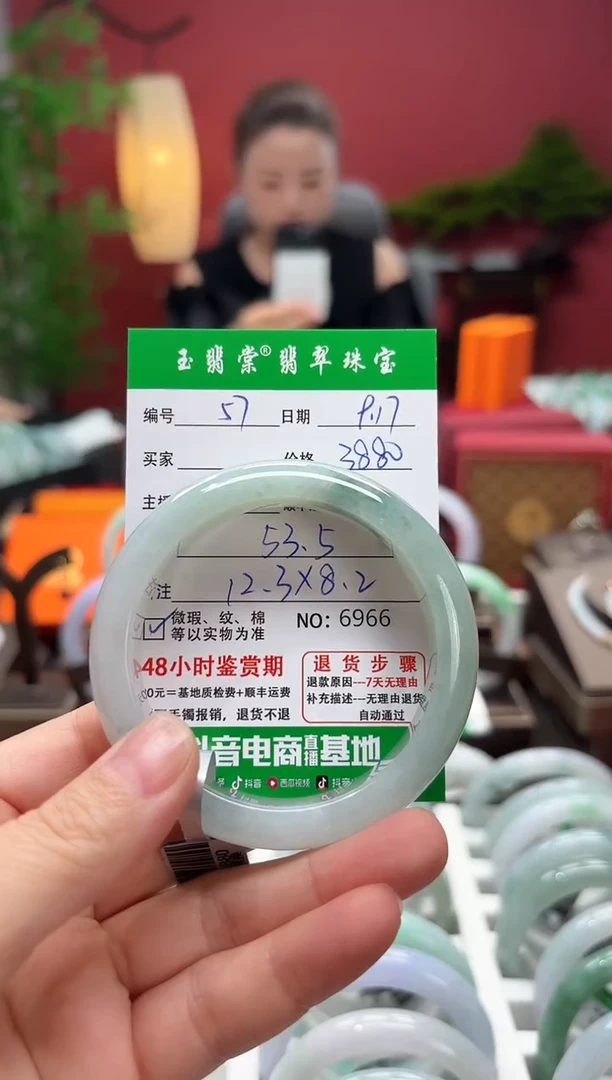 玉翡棠®翡翠珠宝
编号 57 日期 9.17
买家 价格 3880
主播
53.5
注 12.3X8.2
微瑕、纹、棉
等以实物为准
NO: 6966
48小时鉴赏期
0元=基地质检费+顺丰运费
手镯报销，退货不退
退货步骤
退款原因---7天无理由
补充描述---无理由退货
自动通过
抖音电商直播基地
抖音 西瓜视频 抖音